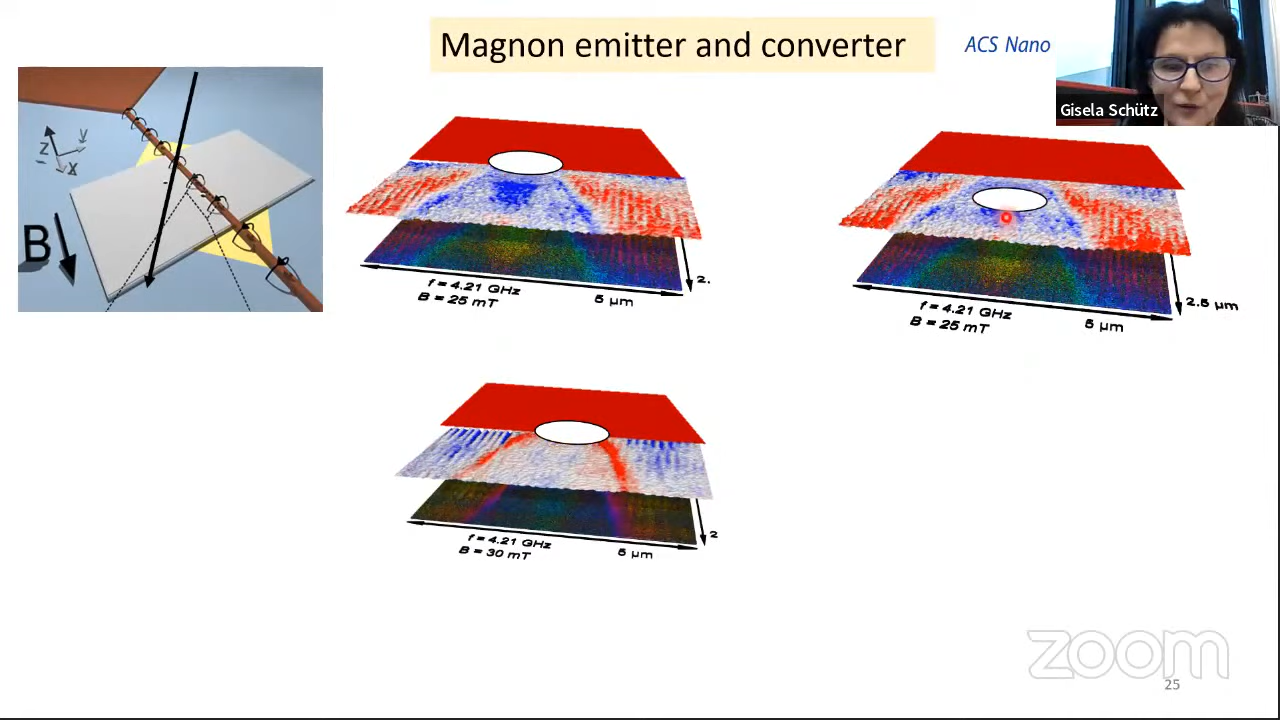 Magnon emitter and converter
ACS Nano
Gisela Schütz
z
y
x
B
f = 4.21 GHz
B = 25 mT
5 µm
2.
f = 4.21 GHz
B = 25 mT
5 µm
2.5 µm
f = 4.21 GHz
B = 30 mT
5 µm
2
zoom
25